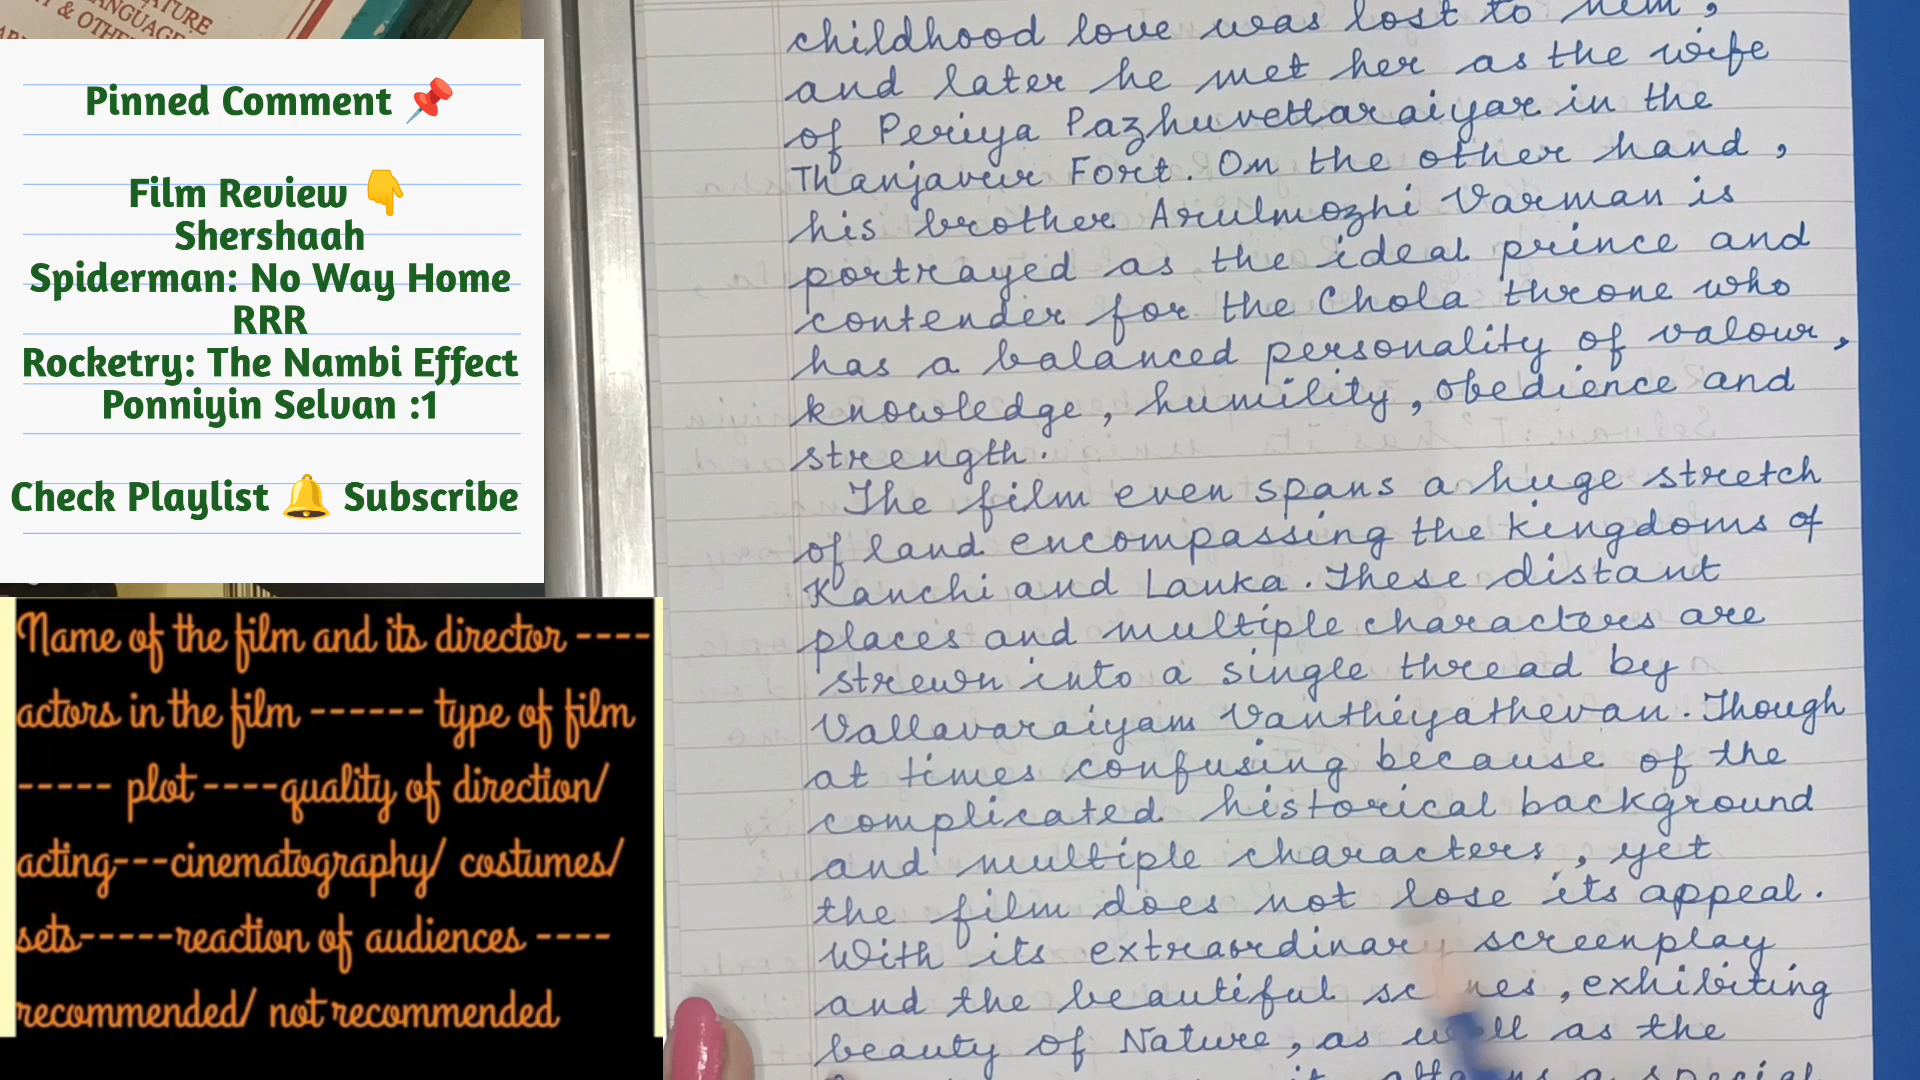 ATURE
LANGUAGE
& OTHE
Pinned Comment 📌
Film Review 👇
Shershaah
Spiderman: No Way Home
RRR
Rocketry: The Nambi Effect
Ponniyin Selvan :1
Check Playlist 🔔 Subscribe
Name of the film and its director ----
actors in the film ------ type of film
----- plot ----quality of direction/
acting---cinematography/ costumes/
sets-----reaction of audiences ----
recommended/ not recommended
childhood love was lost to him,
and later he met her as the wife
of Periya Pazhuvettaraiyar in the
Thanjavur Fort. On the other hand,
his brother Arulmozhi Varman is
portrayed as the ideal prince and
contender for the Chola throne who
has a balanced personality of valour,
knowledge, humility, obedience and
strength.
The film even spans a huge stretch
of land encompassing the kingdoms of
Kanchi and Lanka. These distant
places and multiple characters are
strewn into a single thread by
Vallavaraiyam Vanthiyathevan. Though
at times confusing because of the
complicated historical background
and multiple characters, yet
the film does not lose its appeal.
With its extraordinary screenplay
and the beautiful scenes, exhibiting
beauty of Nature, as well as the
a special